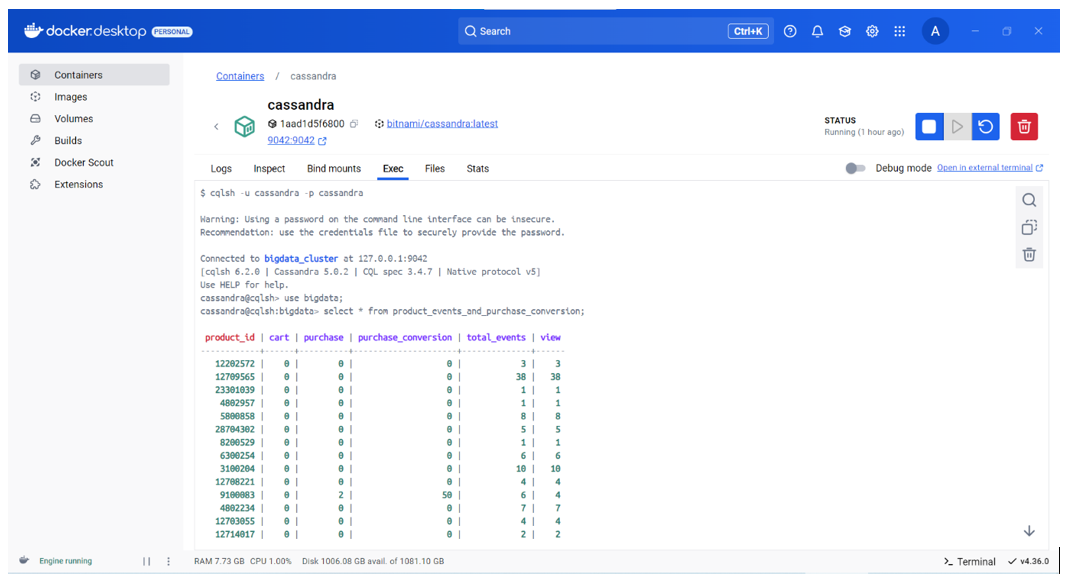 docker.desktop PERSONAL
Search Ctrl+K
A
Containers
Images
Volumes
Builds
Docker Scout
Extensions
Containers / cassandra
cassandra
1aad1d5f6800 bitnami/cassandra:latest
9042:9042
STATUS
Running (1 hour ago)
Logs Inspect Bind mounts Exec Files Stats
Debug mode Open in external terminal
$ cqlsh -u cassandra -p cassandra
Warning: Using a password on the command line interface can be insecure.
Recommendation: use the credentials file to securely provide the password.
Connected to bigdata_cluster at 127.0.0.1:9042
[cqlsh 6.2.0 | Cassandra 5.0.2 | CQL spec 3.4.7 | Native protocol v5]
Use HELP for help.
cassandra@cqlsh> use bigdata;
cassandra@cqlsh:bigdata> select * from product_events_and_purchase_conversion;
product_id | cart | purchase | purchase_conversion | total_events | view
------------+------+----------+---------------------+--------------+------
12202572 | 0 | 0 | 0 | 3 | 3
12709565 | 0 | 0 | 0 | 38 | 38
23301039 | 0 | 0 | 0 | 1 | 1
4802957 | 0 | 0 | 0 | 1 | 1
5800858 | 0 | 0 | 0 | 8 | 8
28704302 | 0 | 0 | 0 | 5 | 5
8200529 | 0 | 0 | 0 | 1 | 1
6300254 | 0 | 0 | 0 | 6 | 6
3100204 | 0 | 0 | 0 | 10 | 10
12708221 | 0 | 0 | 0 | 4 | 4
9100083 | 0 | 2 | 50 | 6 | 4
4802234 | 0 | 0 | 0 | 7 | 7
12703055 | 0 | 0 | 0 | 4 | 4
12714017 | 0 | 0 | 0 | 2 | 2
Engine running
RAM 7.73 GB CPU 1.00% Disk 1006.08 GB avail. of 1081.10 GB
Terminal v4.36.0